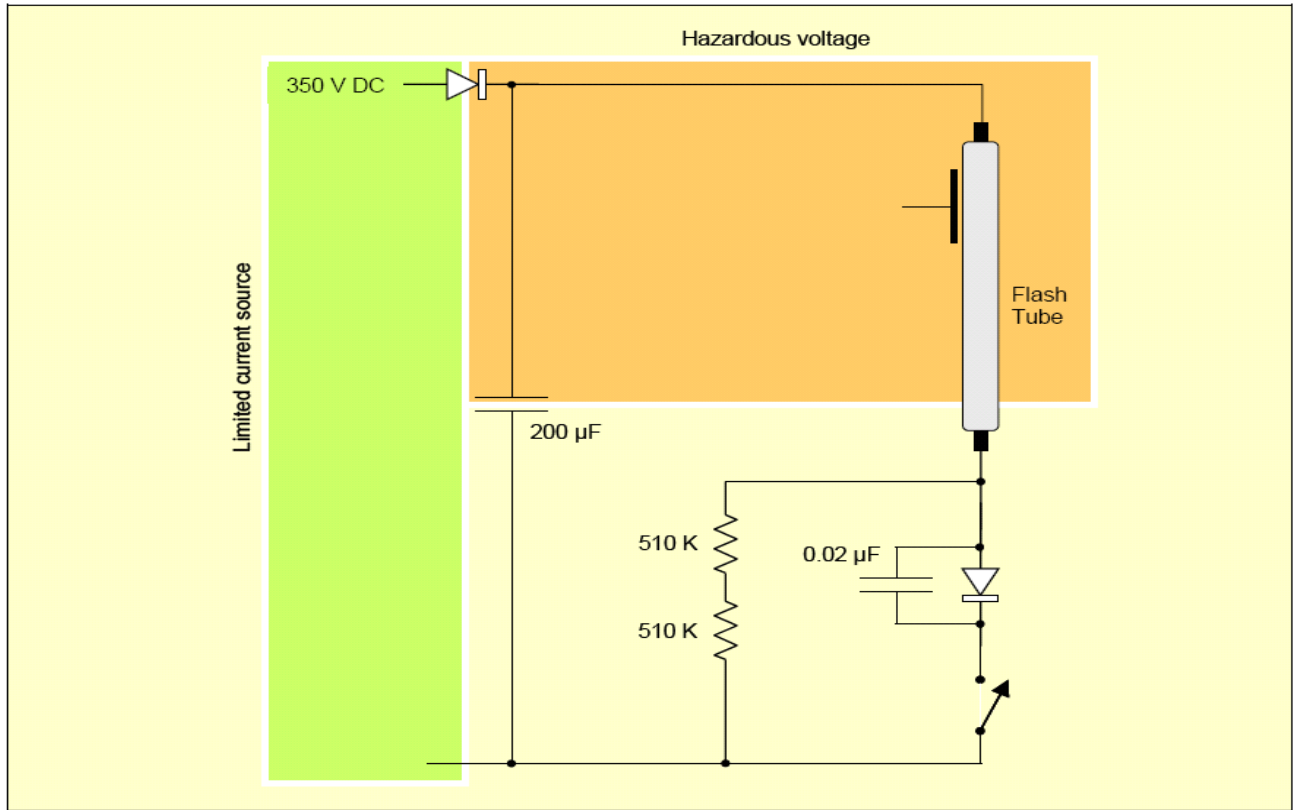 Hazardous voltage
350 V DC
Limited current source
Flash
Tube
200 µF
510 K
0.02 µF
510 K